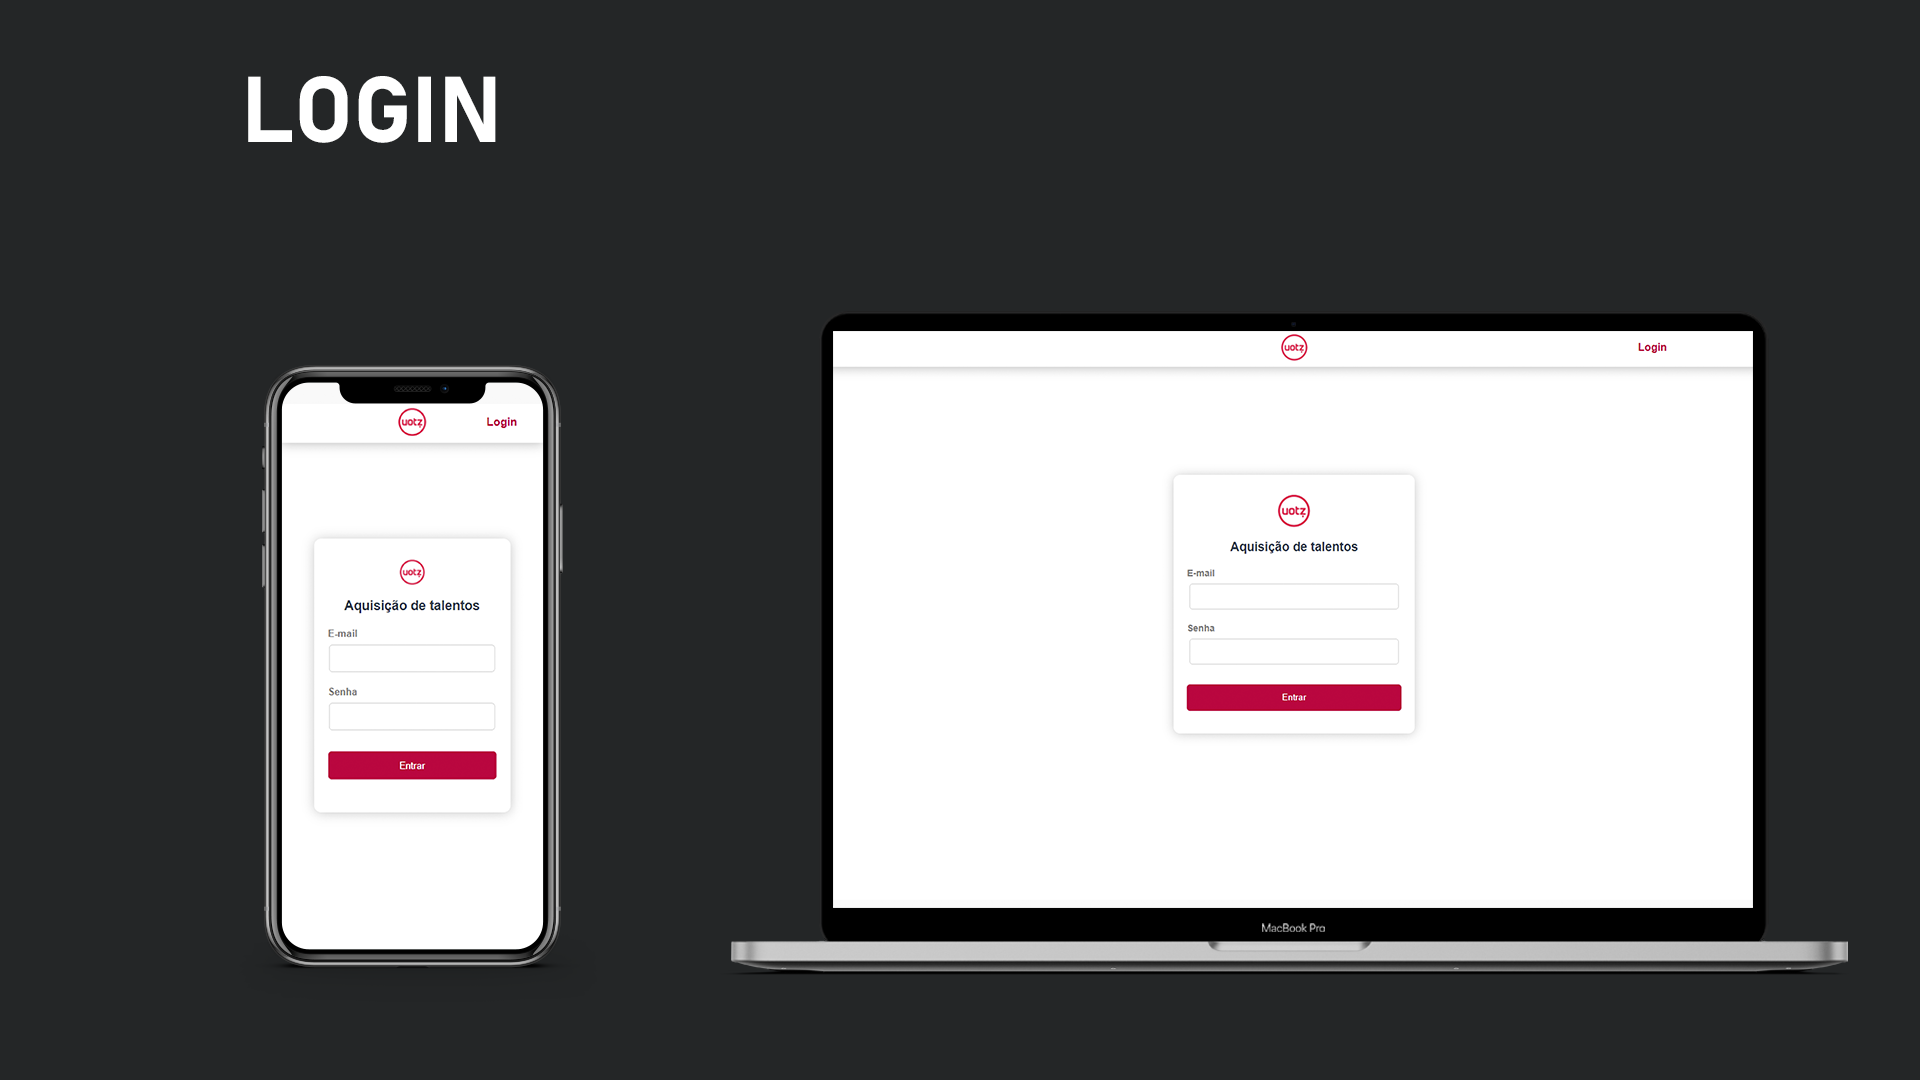 LOGIN
uotz
Login
uotz
Aquisição de talentos
E-mail
Senha
Entrar
uotz
Login
uotz
Aquisição de talentos
E-mail
Senha
Entrar
MacBook Pro